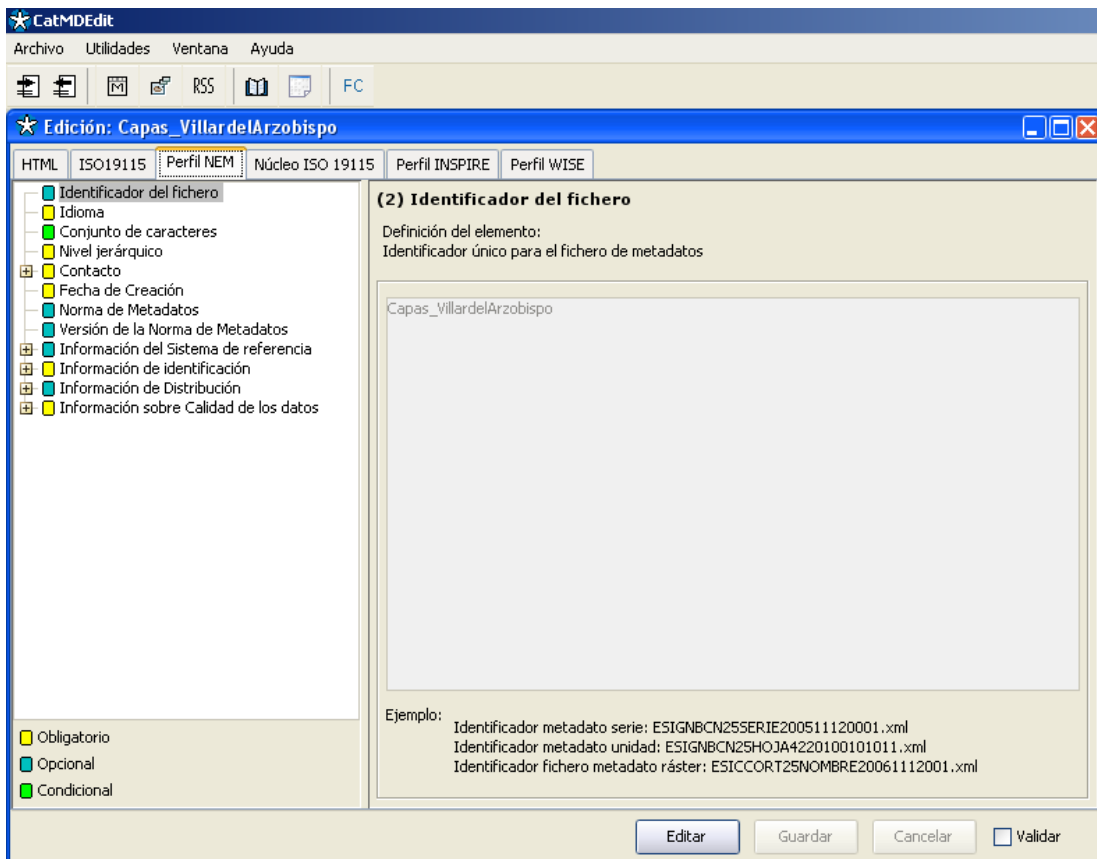 CatMDEdit
Archivo Utilidades Ventana Ayuda
M RSS FC
Edición: Capas_VillardelArzobispo
HTML ISO19115 Perfil NEM Núcleo ISO 19115 Perfil INSPIRE Perfil WISE
Identificador del fichero
Idioma
Conjunto de caracteres
Nivel jerárquico
Contacto
Fecha de Creación
Norma de Metadatos
Versión de la Norma de Metadatos
Información del Sistema de referencia
Información de identificación
Información de Distribución
Información sobre Calidad de los datos
Obligatorio
Opcional
Condicional
(2) Identificador del fichero
Definición del elemento:
Identificador único para el fichero de metadatos
Capas_VillardelArzobispo
Ejemplo:
Identificador metadato serie: ESIGNBCN25SERIE200511120001.xml
Identificador metadato unidad: ESIGNBCN25HOJA4220100101011.xml
Identificador fichero metadato ráster: ESICCORT25NOMBRE20061112001.xml
Editar Guardar Cancelar Validar